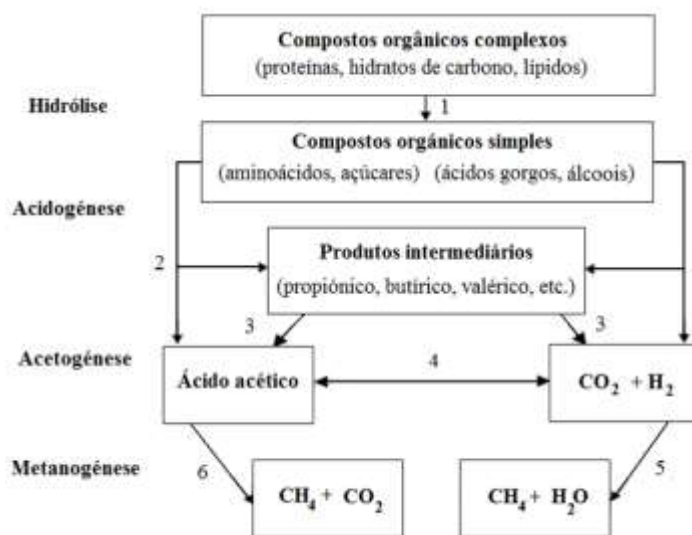 Compostos orgânicos complexos
(proteínas, hidratos de carbono, lípidos)
Hidrólise
1
Compostos orgánicos simples
(aminoácidos, açúcares) (ácidos gorgos, álcoois)
Acidogénese
2
Produtos intermediários
(propiónico, butírico, valérico, etc.)
3
3
Acetogénese
Ácido acético
4
CO₂ + H₂
Metanogénese
6
5
CH₄ + CO₂
CH₄ + H₂O